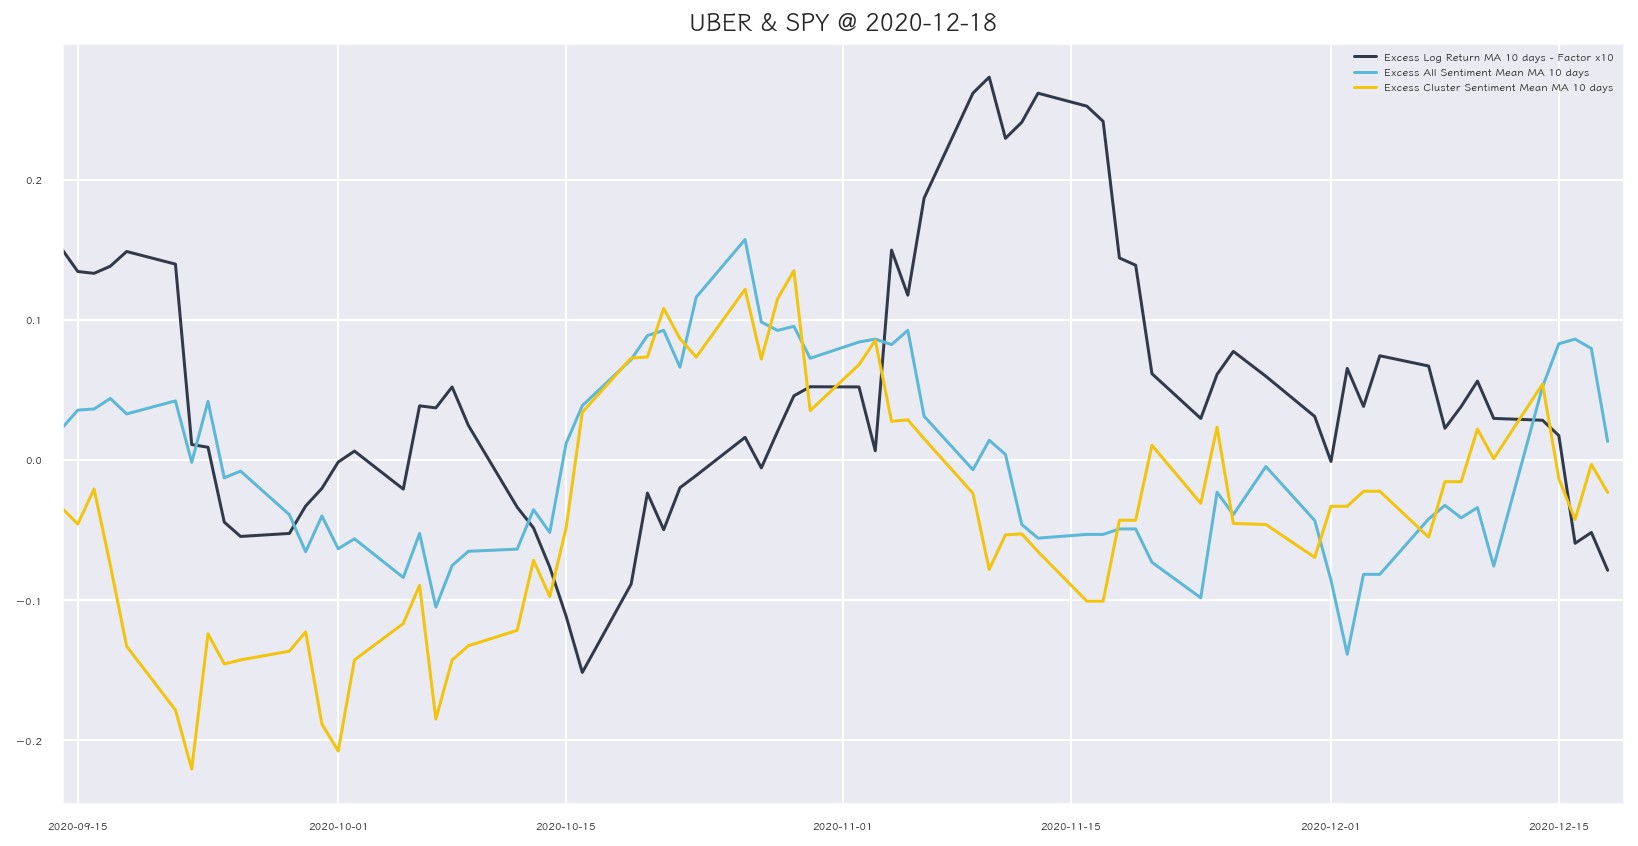 UBER & SPY @ 2020-12-18
Excess Log Return MA 10 days - Factor x10
Excess All Sentiment Mean MA 10 days
Excess Cluster Sentiment Mean MA 10 days
0.2
0.1
0.0
−0.1
−0.2
2020-09-15 2020-10-01 2020-10-15 2020-11-01 2020-11-15 2020-12-01 2020-12-15